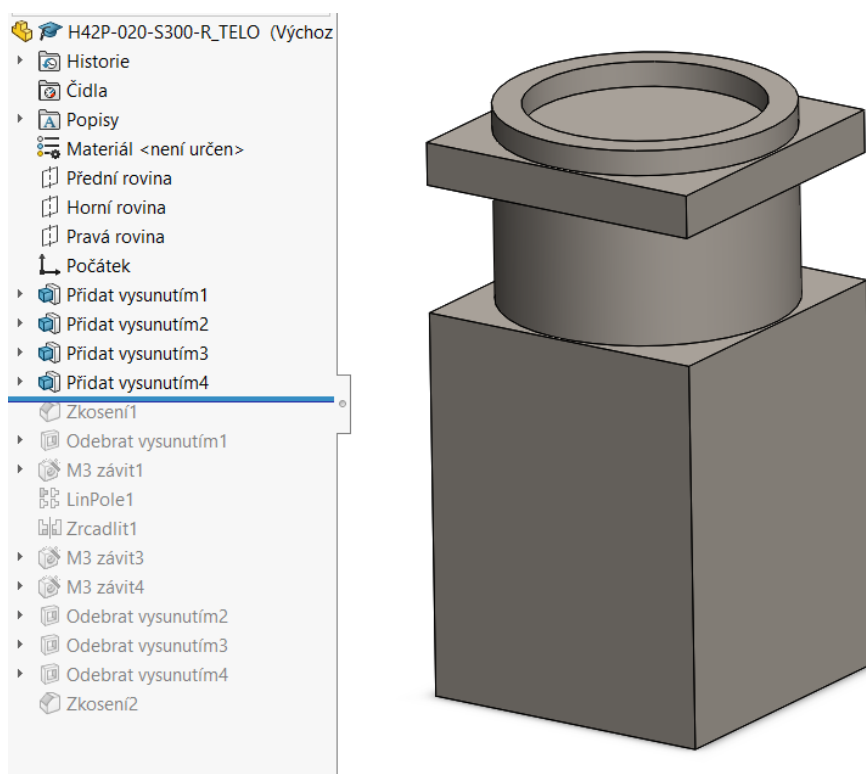 H42P-020-S300-R_TELO (Výchoz
Historie
Čidla
Popisy
Materiál <není určen>
Přední rovina
Horní rovina
Pravá rovina
Počátek
Přidat vysunutím1
Přidat vysunutím2
Přidat vysunutím3
Přidat vysunutím4
Zkosení1
Odebrat vysunutím1
M3 závit1
LinPole1
Zrcadlit1
M3 závit3
M3 závit4
Odebrat vysunutím2
Odebrat vysunutím3
Odebrat vysunutím4
Zkosení2